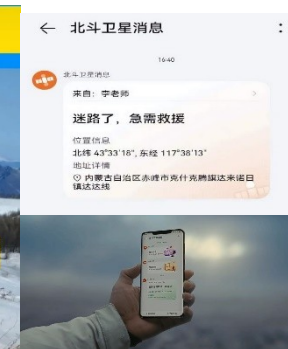 北斗卫星消息
16:40
北斗卫星消息
来自：李老师
迷路了，急需救援
位置信息
北纬 43°33'18", 东经 117°38'13"
地址详情
内蒙古自治区赤峰市克什克腾旗达来诺日
镇达达线